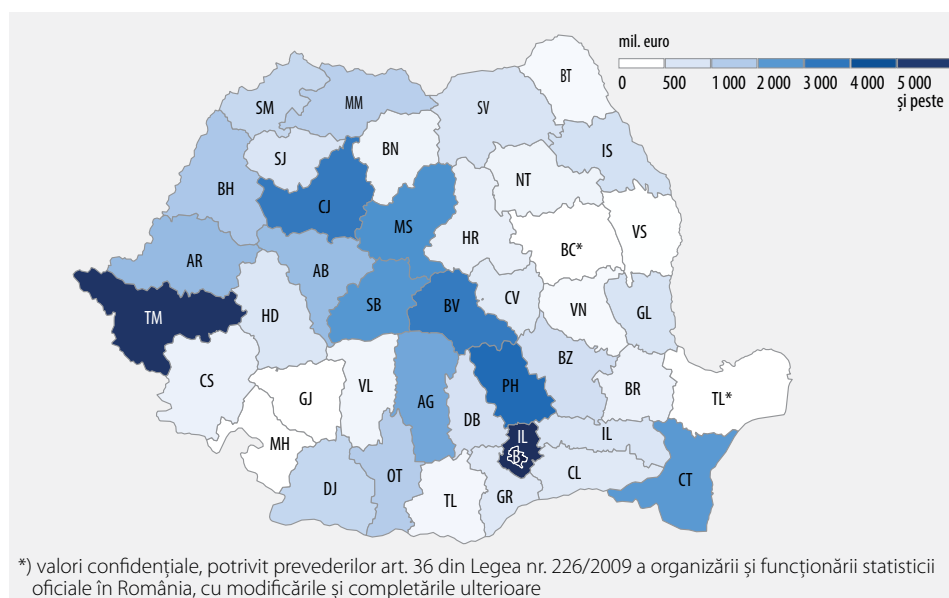 mil. euro
0 500 1 000 2 000 3 000 4 000 5 000
și peste
BT
SM
MM
SV
IS
SJ
BN
NT
BH
CJ
MS
HR
BC*
VS
AR
AB
SB
BV
CV
VN
GL
TM
HD
CS
GJ
VL
AG
DB
PH
BZ
BR
TL*
MH
DJ
OT
TL
GR
IL
B
IL
CL
CT
*) valori confidențiale, potrivit prevederilor art. 36 din Legea nr. 226/2009 a organizării și funcționării statisticii
oficiale în România, cu modificările și completările ulterioare